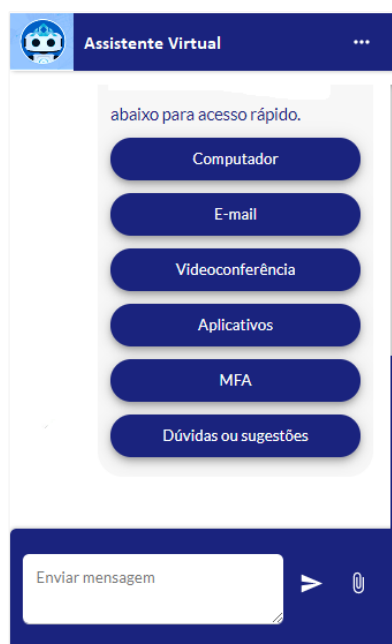 Assistente Virtual
abaixo para acesso rápido.
Computador
E-mail
Videoconferência
Aplicativos
MFA
Dúvidas ou sugestões
Enviar mensagem